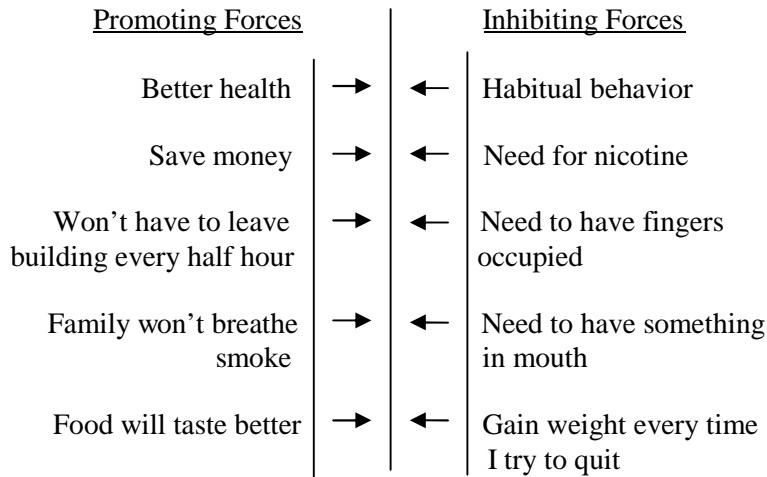 Promoting Forces
Inhibiting Forces
Better health
Habitual behavior
Save money
Need for nicotine
Won’t have to leave
building every half hour
Need to have fingers
occupied
Family won’t breathe
smoke
Need to have something
in mouth
Food will taste better
Gain weight every time
I try to quit